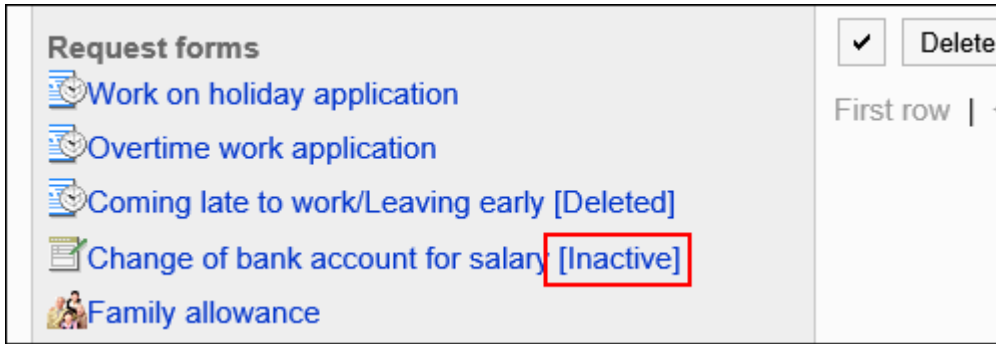 Request forms
Work on holiday application
Overtime work application
Coming late to work/Leaving early [Deleted]
Change of bank account for salary [Inactive]
Family allowance
Delete
First row |